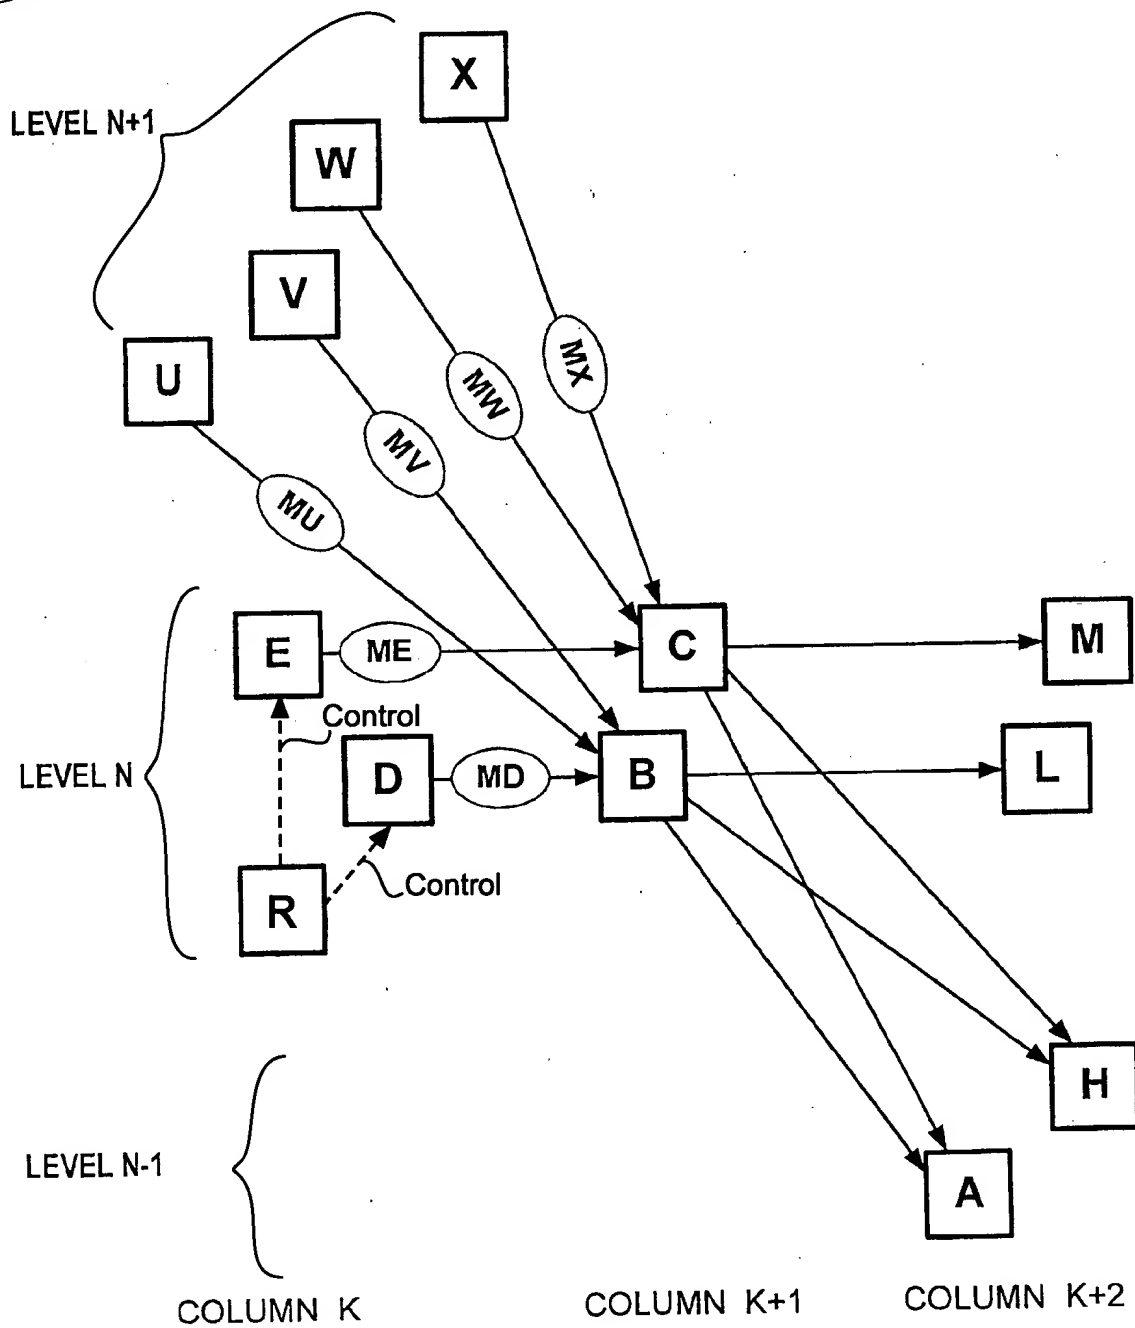 X
LEVEL N+1
W
V
U
MX
MW
MV
MU
E
ME
C
M
Control
LEVEL N
D
MD
B
L
Control
R
H
LEVEL N-1
A
COLUMN K
COLUMN K+1
COLUMN K+2